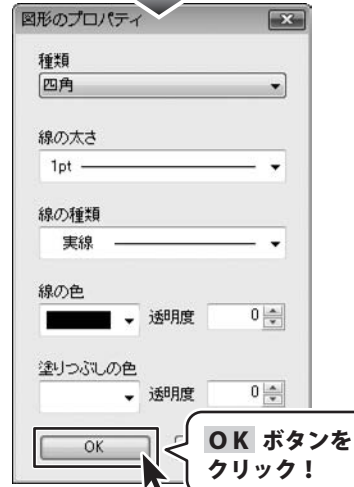 図形のプロパティ
種類
四角
線の太さ
1pt
線の種類
実線
線の色
透明度 0
塗りつぶしの色
透明度 0
OK
OK ボタンを
クリック！